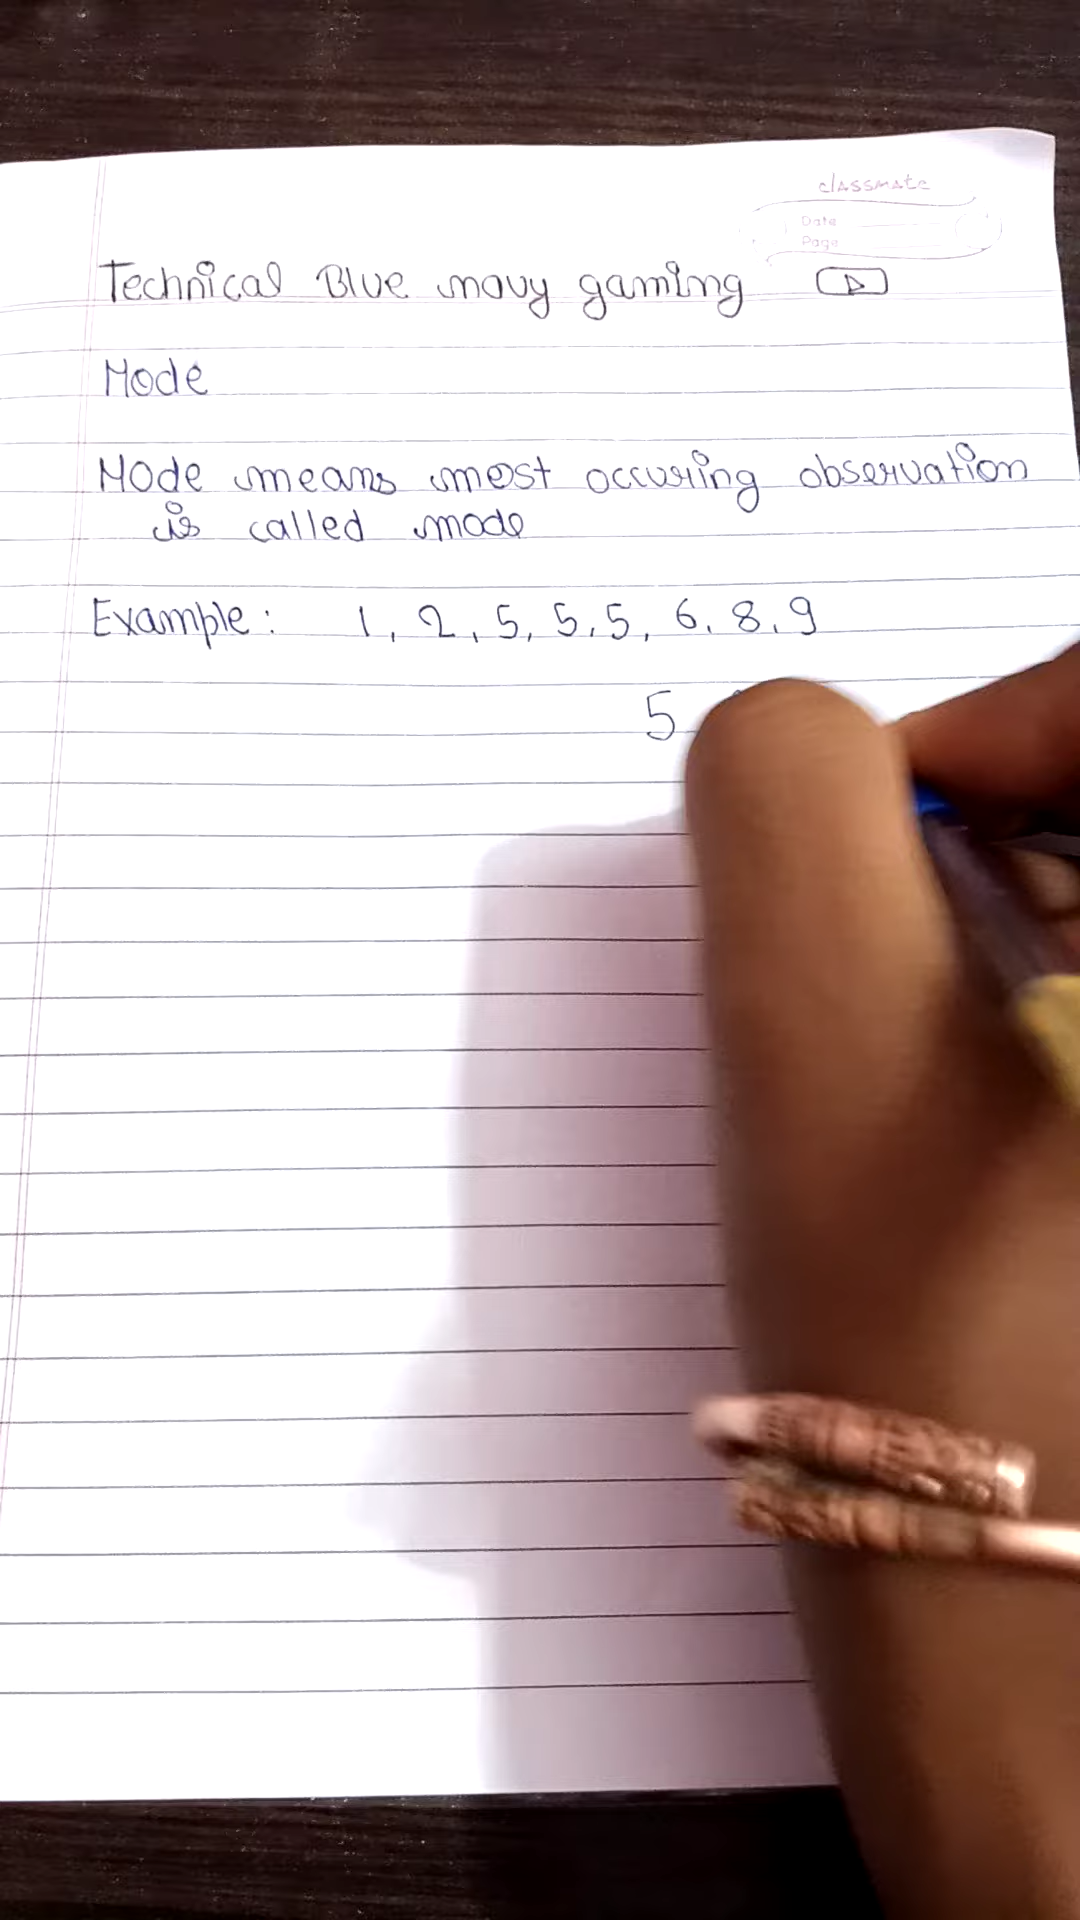 classmate
Date
Page
Technical Blue navy gaming
Mode
Mode means most occuring observation
is called mode
Example: 1, 2, 5, 5, 5, 6, 8, 9
5